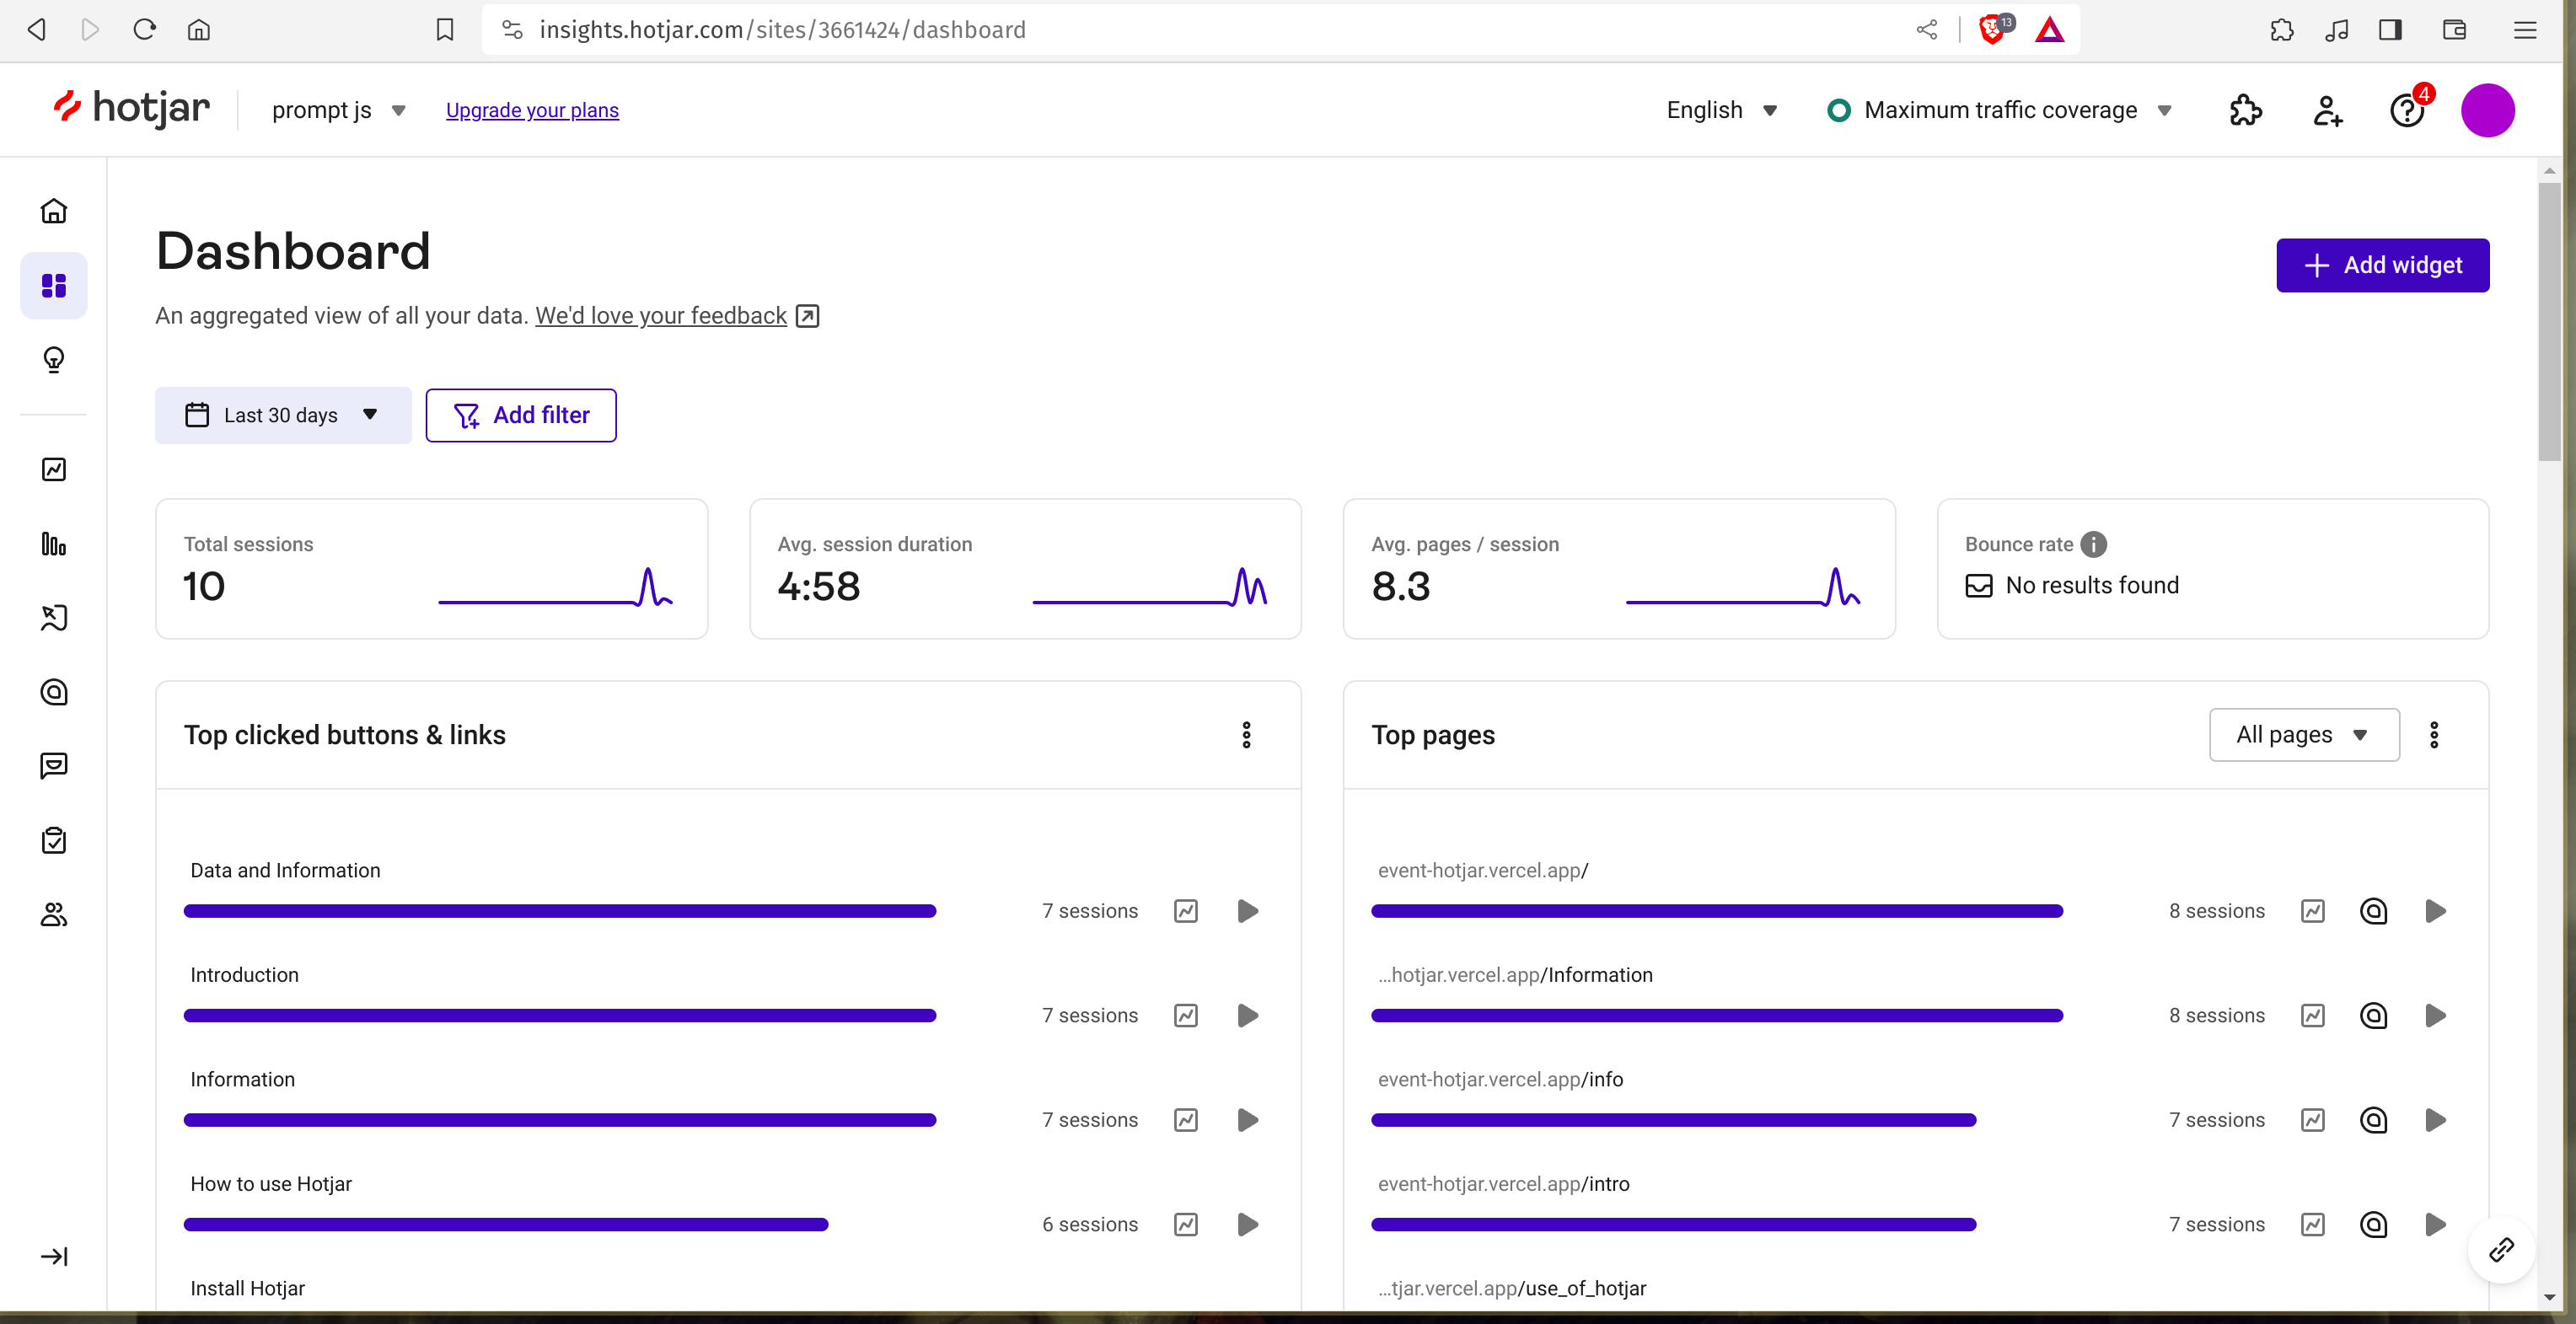 insights.hotjar.com/sites/3661424/dashboard
13
hotjar
prompt js
Upgrade your plans
English
Maximum traffic coverage
4
Dashboard
Add widget
An aggregated view of all your data. We'd love your feedback
Last 30 days
Add filter
Total sessions
10
Avg. session duration
4:58
Avg. pages / session
8.3
Bounce rate
No results found
Top clicked buttons & links
Data and Information
7 sessions
Introduction
7 sessions
Information
7 sessions
How to use Hotjar
6 sessions
Install Hotjar
Top pages
All pages
event-hotjar.vercel.app/
8 sessions
...hotjar.vercel.app/Information
8 sessions
event-hotjar.vercel.app/info
7 sessions
event-hotjar.vercel.app/intro
7 sessions
...tjar.vercel.app/use_of_hotjar